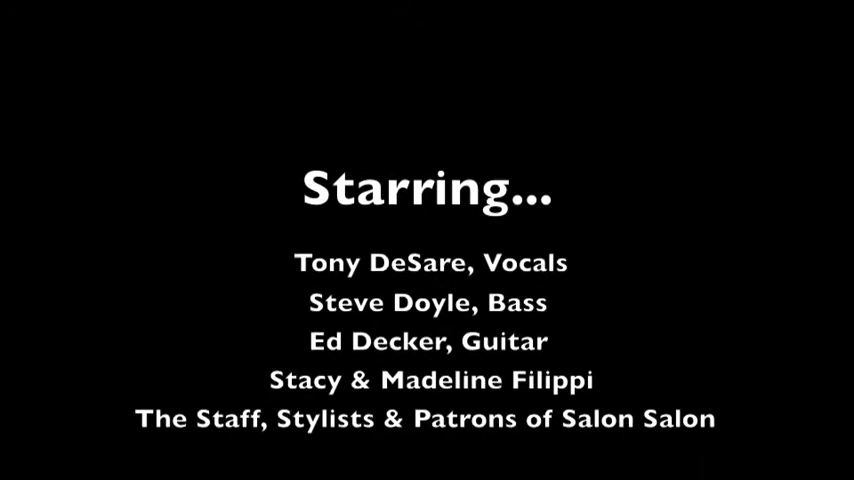 Starring...
Tony DeSare, Vocals
Steve Doyle, Bass
Ed Decker, Guitar
Stacy & Madeline Filippi
The Staff, Stylists & Patrons of Salon Salon